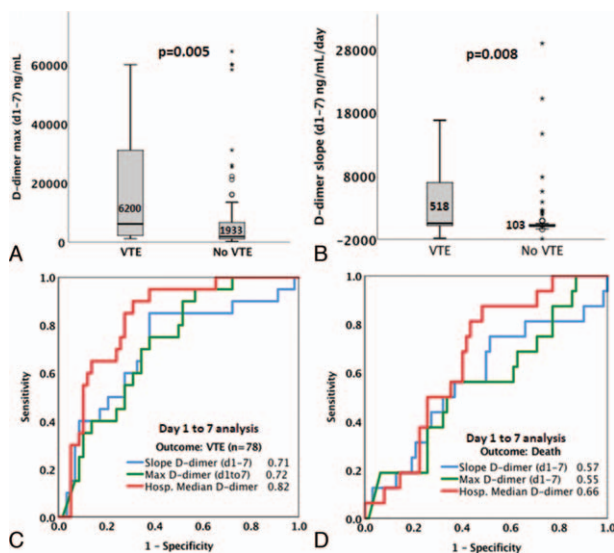 p=0.005
D-dimer max (d1-7) ng/mL
60000
40000
20000
0
6200
1933
VTE
No VTE
A
p=0.008
D-dimer slope (d1-7) ng/mL/day
28000
18000
8000
-2000
518
103
VTE
No VTE
B
Sensitivity
1.0
0.8
0.6
0.4
0.2
0.0
Day 1 to 7 analysis
Outcome: VTE (n=78)
Slope D-dimer (d1-7) 0.71
Max D-dimer (d1to7) 0.72
Hosp. Median D-dimer 0.82
0.0 0.2 0.4 0.6 0.8 1.0
1 - Specificity
C
Sensitivity
1.0
0.8
0.6
0.4
0.2
0.0
Day 1 to 7 analysis
Outcome: Death
Slope D-dimer (d1-7) 0.57
Max D-dimer (d1-7) 0.55
Hosp. Median D-dimer 0.66
0.0 0.2 0.4 0.6 0.8 1.0
1 - Specificity
D